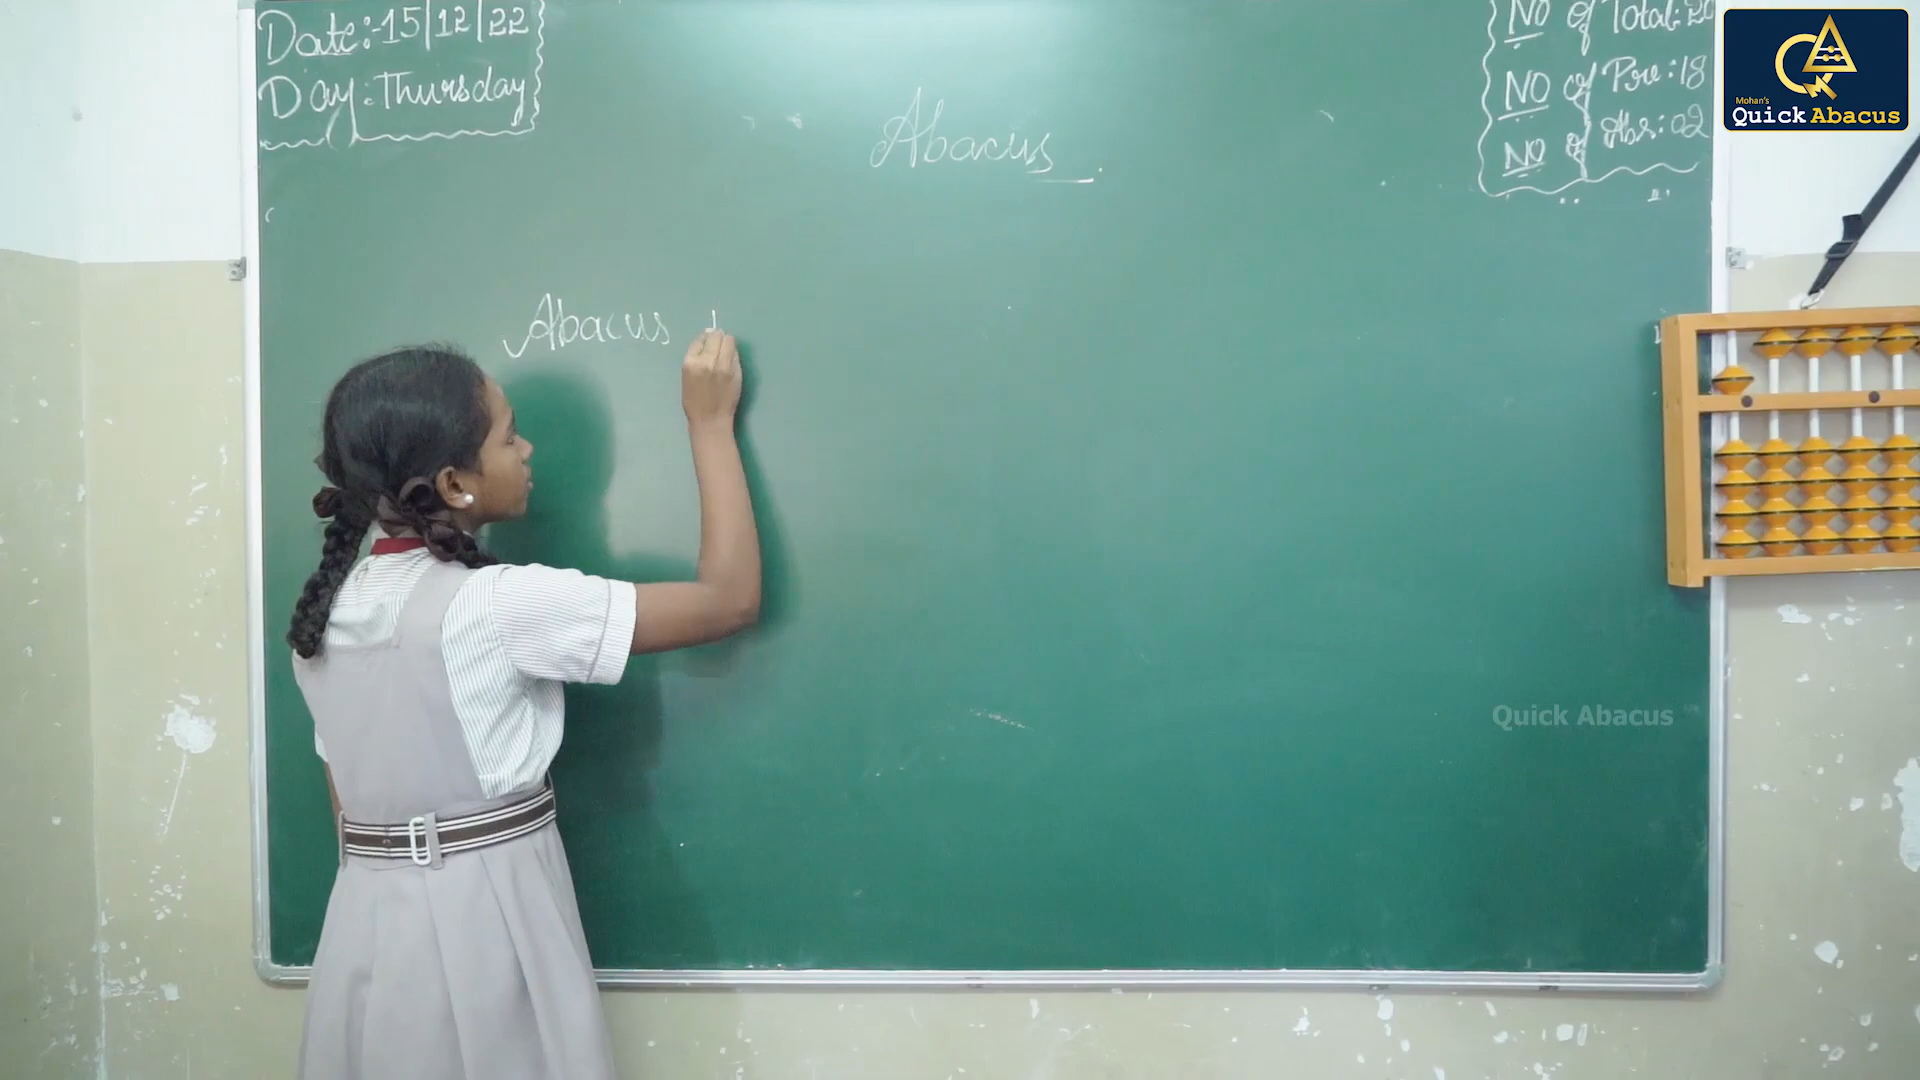 Date:-15/12/22
Day:Thursday
Abacus
NO of Total:20
NO of Pre:18
NO of Abs:02
Mohan's
Quick Abacus
Abacus
Quick Abacus